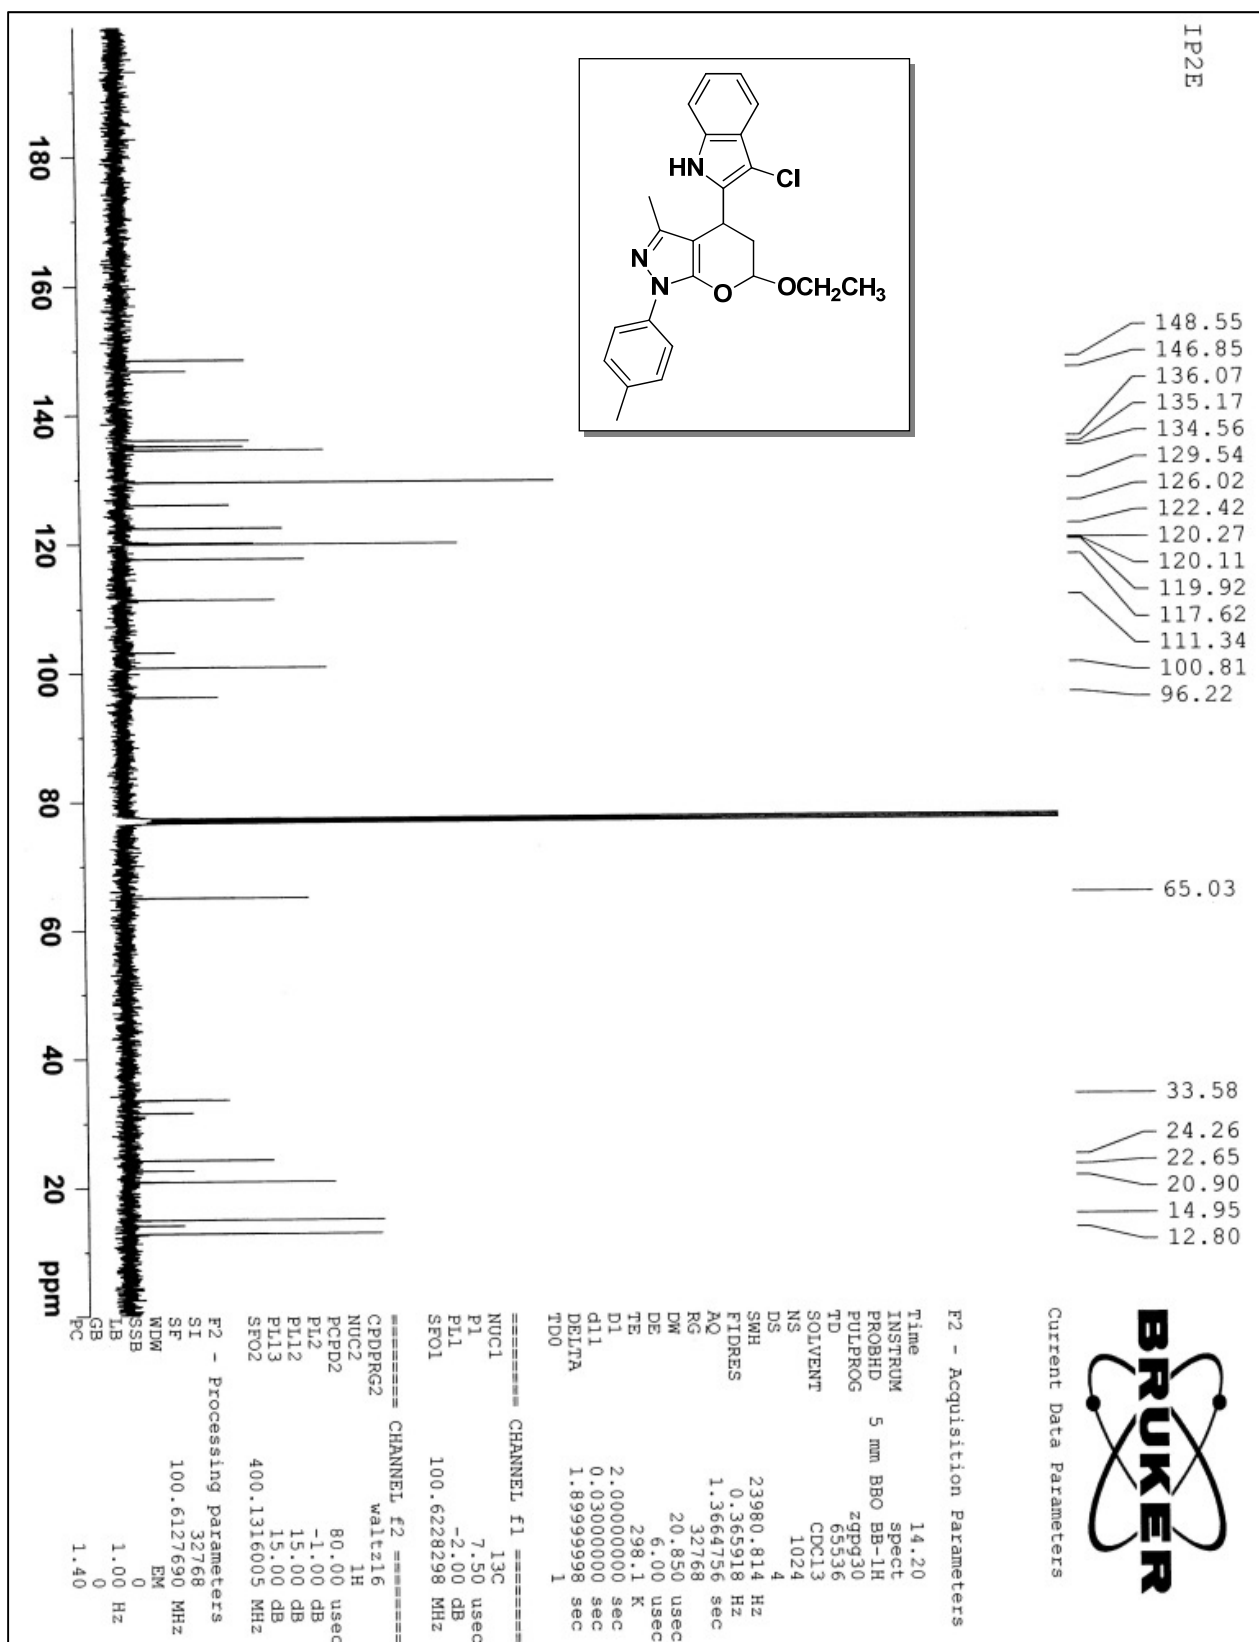 IP2E
HN
Cl
N
N
O
OCH2CH3
148.55
146.85
136.07
135.17
134.56
129.54
126.02
122.42
120.27
120.11
119.92
117.62
111.34
100.81
96.22
65.03
33.58
24.26
22.65
20.90
14.95
12.80
180
160
140
120
100
80
60
40
20
ppm
BRUKER
Current Data Parameters
F2 - Acquisition Parameters
Time 14.20
INSTRUM spect
PROBHD 5 mm BBO BB-1H
PULPROG zgpg30
TD 65536
SOLVENT CDCl3
NS 1024
DS 4
SWH 23980.814 Hz
FIDRES 0.365918 Hz
AQ 1.3664756 sec
RG 32768
DW 20.850 usec
DE 6.00 usec
TE 298.1 K
D1 2.00000000 sec
d11 0.03000000 sec
DELTA 1.89999998 sec
TD0 1
======== CHANNEL f1 ========
NUC1 13C
P1 7.50 usec
PL1 -2.00 dB
SFO1 100.6228298 MHz
======== CHANNEL f2 ========
CPDPRG2 waltz16
NUC2 1H
PCPD2 80.00 usec
PL2 -1.00 dB
PL12 15.00 dB
PL13 15.00 dB
SFO2 400.1316005 MHz
F2 - Processing parameters
SI 32768
SF 100.6127690 MHz
WDW EM
SSB 0
LB 1.00 Hz
GB 0
PC 1.40